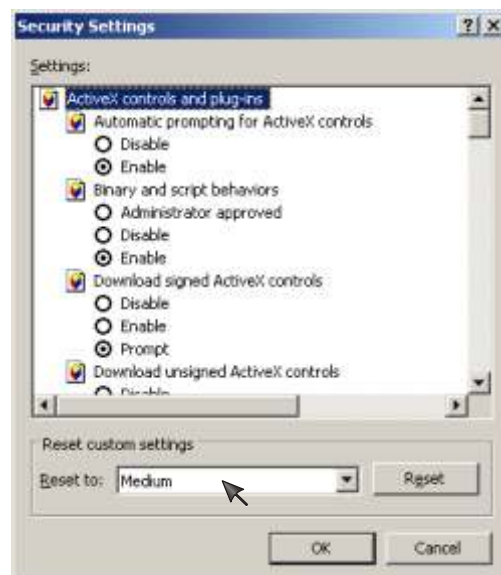 Security Settings
Settings:
ActiveX controls and plug-ins
Automatic prompting for ActiveX controls
Disable
Enable
Binary and script behaviors
Administrator approved
Disable
Enable
Download signed ActiveX controls
Disable
Enable
Prompt
Download unsigned ActiveX controls
Disable
Reset custom settings
Reset to: Medium Reset
OK Cancel